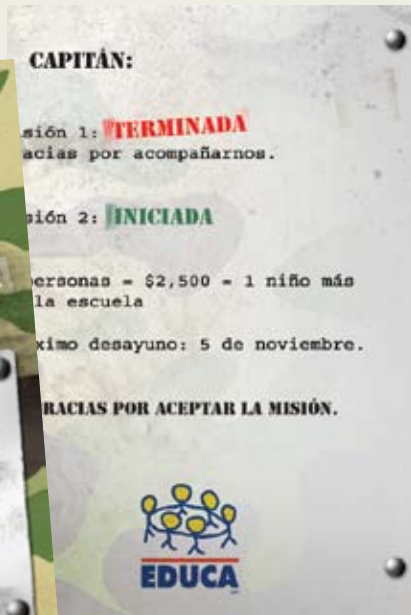 CAPITÁN:
sión 1: TERMINADA
acias por acompañarnos.
sión 2: INICIADA
ersonas = $2,500 = 1 niño más
la escuela
ximo desayuno: 5 de noviembre.
RACIAS POR ACEPTAR LA MISIÓN.
EDUCA